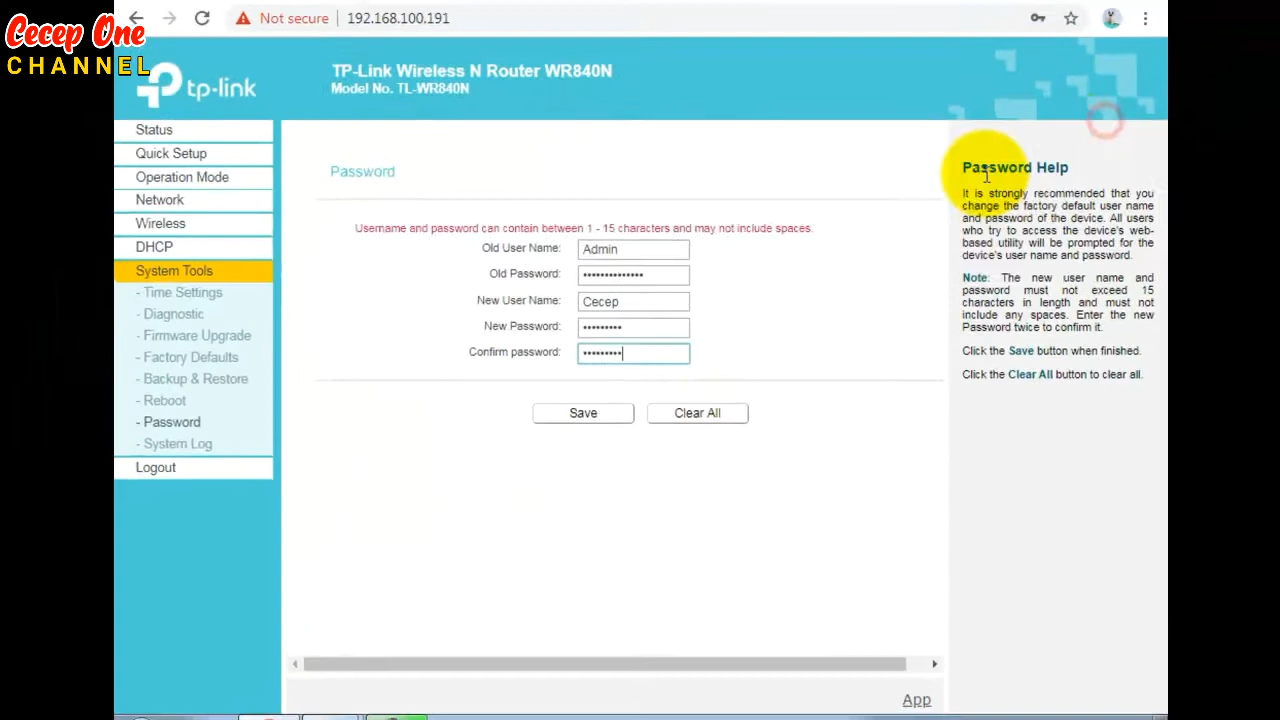 Cecep One
CHANNEL
Not secure
192.168.100.191
tp-link
TP-Link Wireless N Router WR840N
Model No. TL-WR840N
Status
Quick Setup
Operation Mode
Network
Wireless
DHCP
System Tools
- Time Settings
- Diagnostic
- Firmware Upgrade
- Factory Defaults
- Backup & Restore
- Reboot
- Password
- System Log
Logout
Password
Username and password can contain between 1 - 15 characters and may not include spaces.
Old User Name: Admin
Old Password: ••••••••••••••
New User Name: Cecep
New Password: •••••••••
Confirm password: •••••••••
Save Clear All
Password Help
It is strongly recommended that you
change the factory default user name
and password of the device. All users
who try to access the device's web-
based utility will be prompted for the
device's user name and password.
Note: The new user name and
password must not exceed 15
characters in length and must not
include any spaces. Enter the new
Password twice to confirm it.
Click the Save button when finished.
Click the Clear All button to clear all.
App